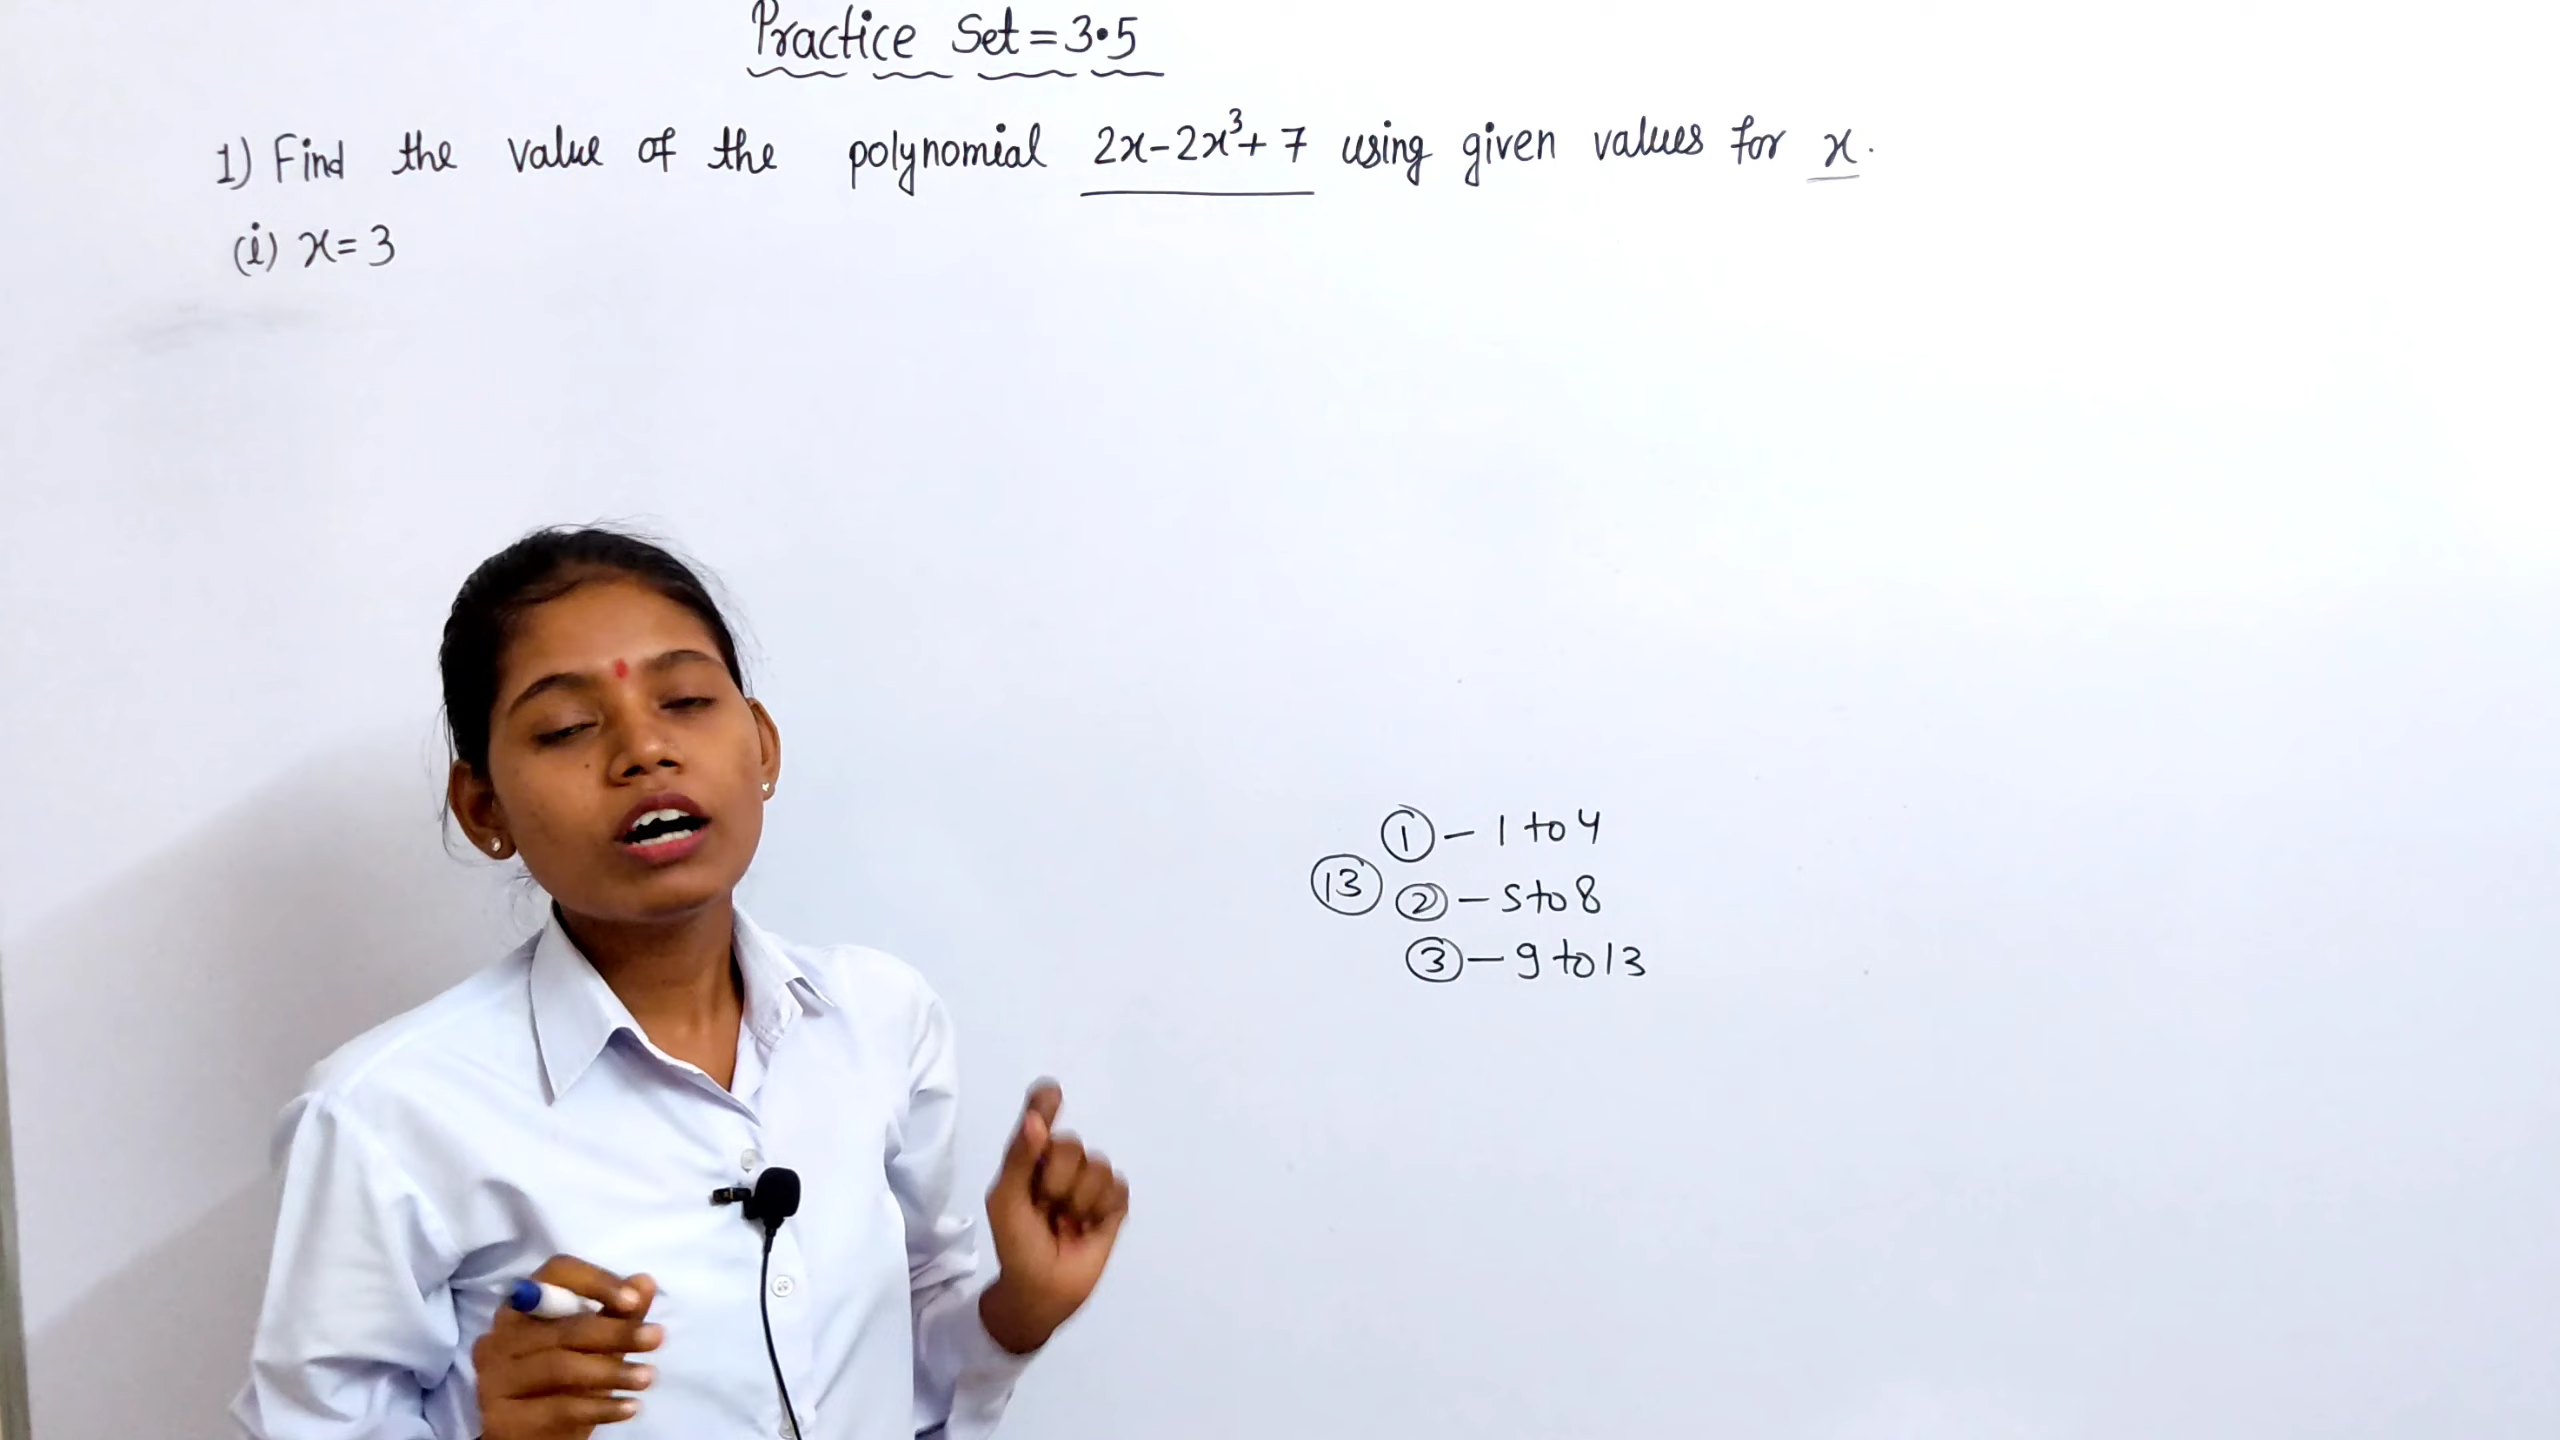 Practice Set = 3.5
1) Find the value of the polynomial 2x-2x³+7 using given values for x.
(i) x=3
① - 1 to 4
⑬ ② - 5 to 8
③ - 9 to 13